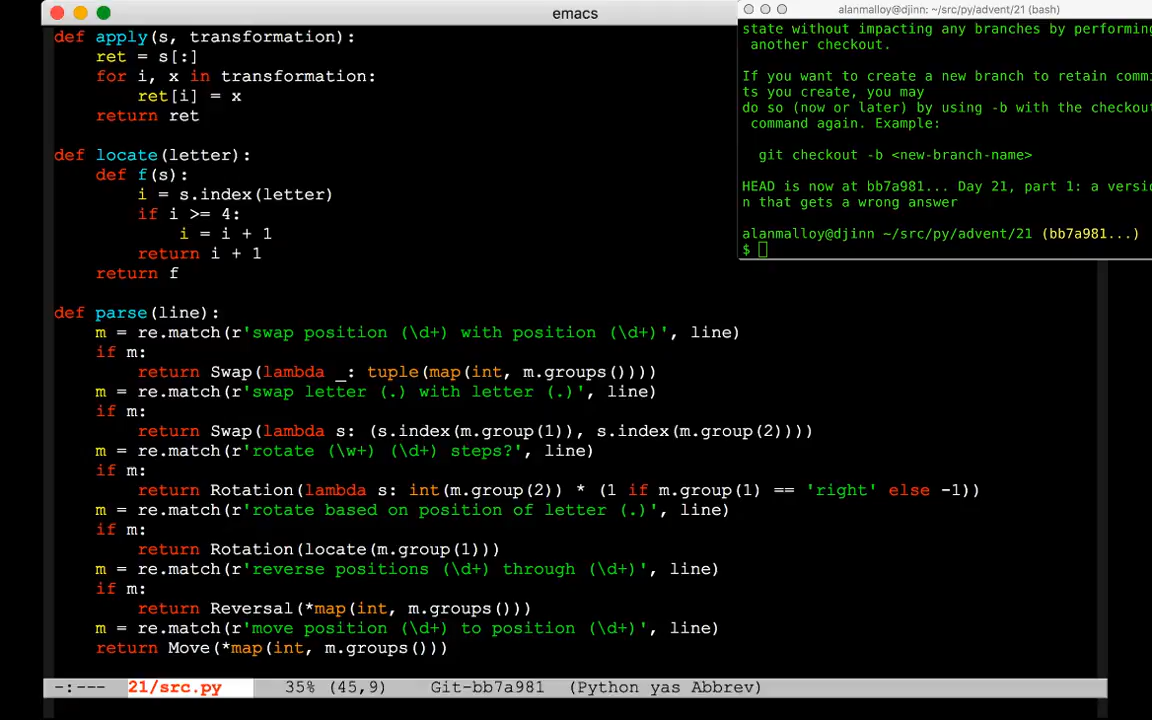 emacs
def apply(s, transformation):
    ret = s[:]
    for i, x in transformation:
        ret[i] = x
    return ret

def locate(letter):
    def f(s):
        i = s.index(letter)
        if i >= 4:
            i = i + 1
        return i + 1
    return f

def parse(line):
    m = re.match(r'swap position (\d+) with position (\d+)', line)
    if m:
        return Swap(lambda _: tuple(map(int, m.groups())))
    m = re.match(r'swap letter (.) with letter (.)', line)
    if m:
        return Swap(lambda s: (s.index(m.group(1)), s.index(m.group(2))))
    m = re.match(r'rotate (\w+) (\d+) steps?', line)
    if m:
        return Rotation(lambda s: int(m.group(2)) * (1 if m.group(1) == 'right' else -1))
    m = re.match(r'rotate based on position of letter (.)', line)
    if m:
        return Rotation(locate(m.group(1)))
    m = re.match(r'reverse positions (\d+) through (\d+)', line)
    if m:
        return Reversal(*map(int, m.groups()))
    m = re.match(r'move position (\d+) to position (\d+)', line)
    return Move(*map(int, m.groups()))
-:--- 21/src.py 35% (45,9) Git-bb7a981 (Python yas Abbrev)
alanmalloy@djinn: ~/src/py/advent/21 (bash)
state without impacting any branches by performing
 another checkout.

If you want to create a new branch to retain commi
ts you create, you may
do so (now or later) by using -b with the checkout
 command again. Example:

  git checkout -b <new-branch-name>

HEAD is now at bb7a981... Day 21, part 1: a versio
n that gets a wrong answer

alanmalloy@djinn ~/src/py/advent/21 (bb7a981...)
$